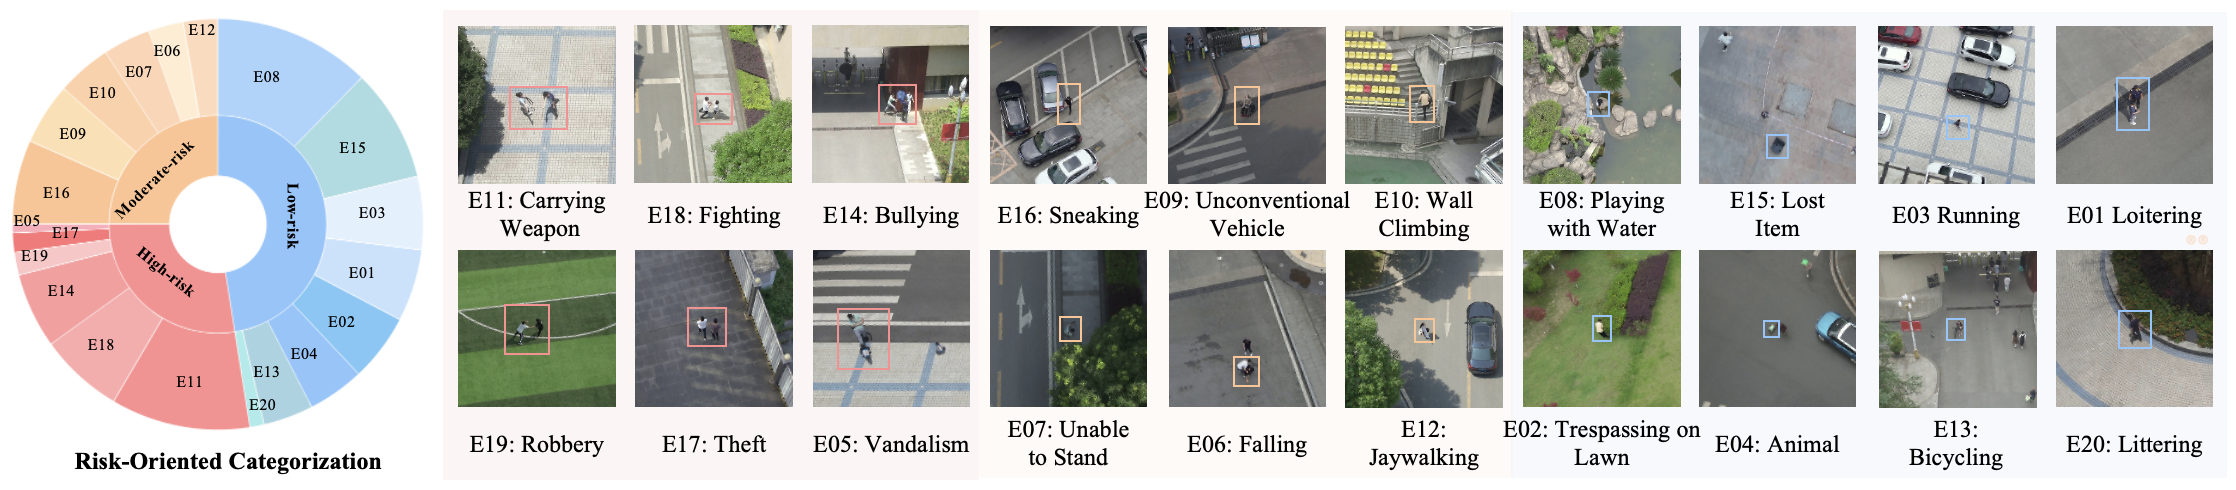 E12
E06
E07
E10
E09
E16
E05
E17
E19
E14
E18
E11
E20
E13
E04
E02
E01
E03
E15
E08
Moderate-risk
Low-risk
High-risk
Risk-Oriented Categorization
E11: Carrying
Weapon
E18: Fighting
E14: Bullying
E16: Sneaking
E09: Unconventional
Vehicle
E10: Wall
Climbing
E08: Playing
with Water
E15: Lost
Item
E03 Running
E01 Loitering
E19: Robbery
E17: Theft
E05: Vandalism
E07: Unable
to Stand
E06: Falling
E12:
Jaywalking
E02: Trespassing on
Lawn
E04: Animal
E13:
Bicycling
E20: Littering